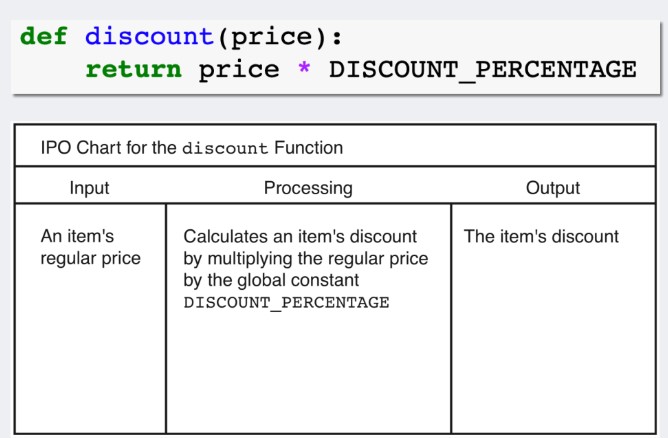 def discount(price):
    return price * DISCOUNT_PERCENTAGE
IPO Chart for the discount Function
Input Processing Output
An item's
regular price
Calculates an item's discount
by multiplying the regular price
by the global constant
DISCOUNT_PERCENTAGE
The item's discount